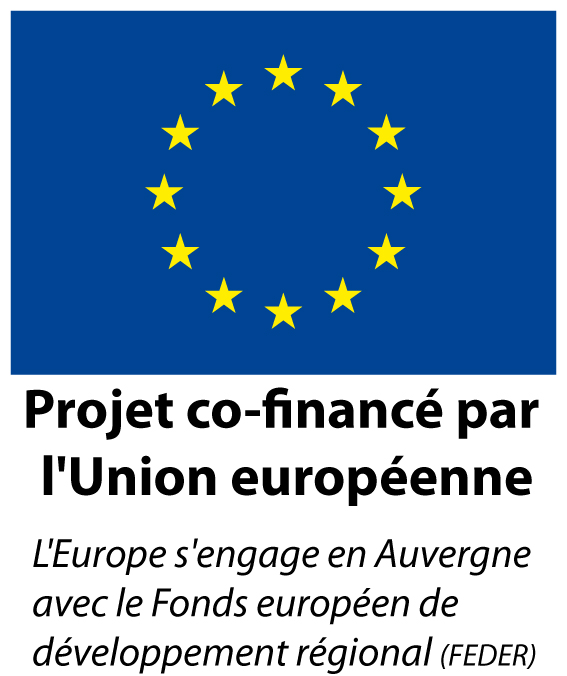 Projet co-financé par
l'Union européenne
L'Europe s'engage en Auvergne
avec le Fonds européen de
développement régional (FEDER)